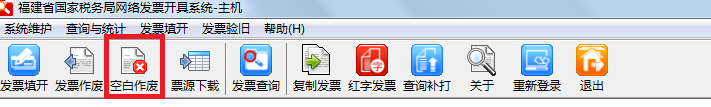 福建省国家税务局网络发票开具系统-主机
系统维护 查询与统计 发票填开 发票验旧 帮助(H)
发票填开 发票作废 空白作废 票源下载 发票查询 复制发票 红字发票 查询补打 关于 重新登录 退出